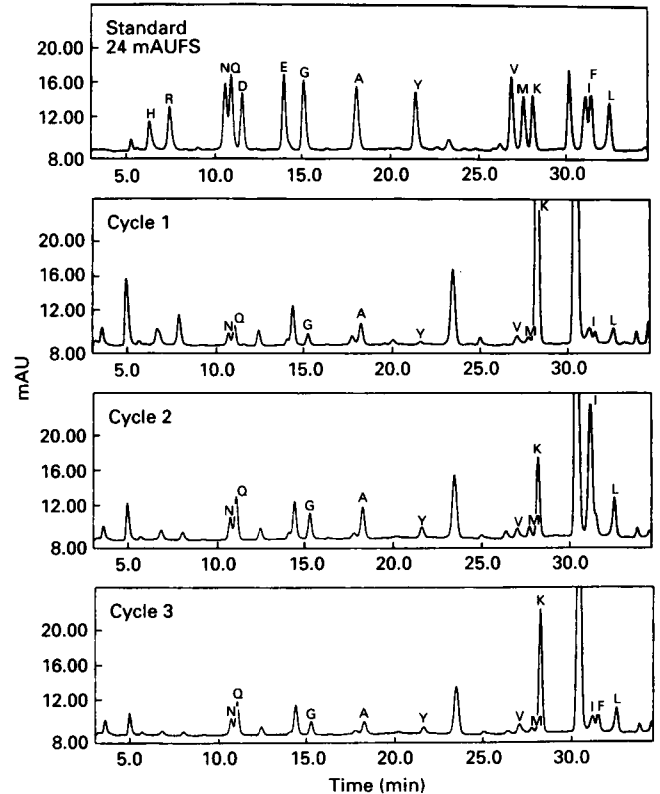 Standard
24 mAUFS
H R N Q D E G A Y V M K I F L
20.00
16.00
12.00
8.00
5.0 10.0 15.0 20.0 25.0 30.0
Cycle 1
N Q G A Y V M K I L
20.00
16.00
12.00
8.00
5.0 10.0 15.0 20.0 25.0 30.0
mAU
Cycle 2
N Q G A Y V M K I L
20.00
16.00
12.00
8.00
5.0 10.0 15.0 20.0 25.0 30.0
Cycle 3
N Q G A Y V M K I F L
20.00
16.00
12.00
8.00
5.0 10.0 15.0 20.0 25.0 30.0
Time (min)